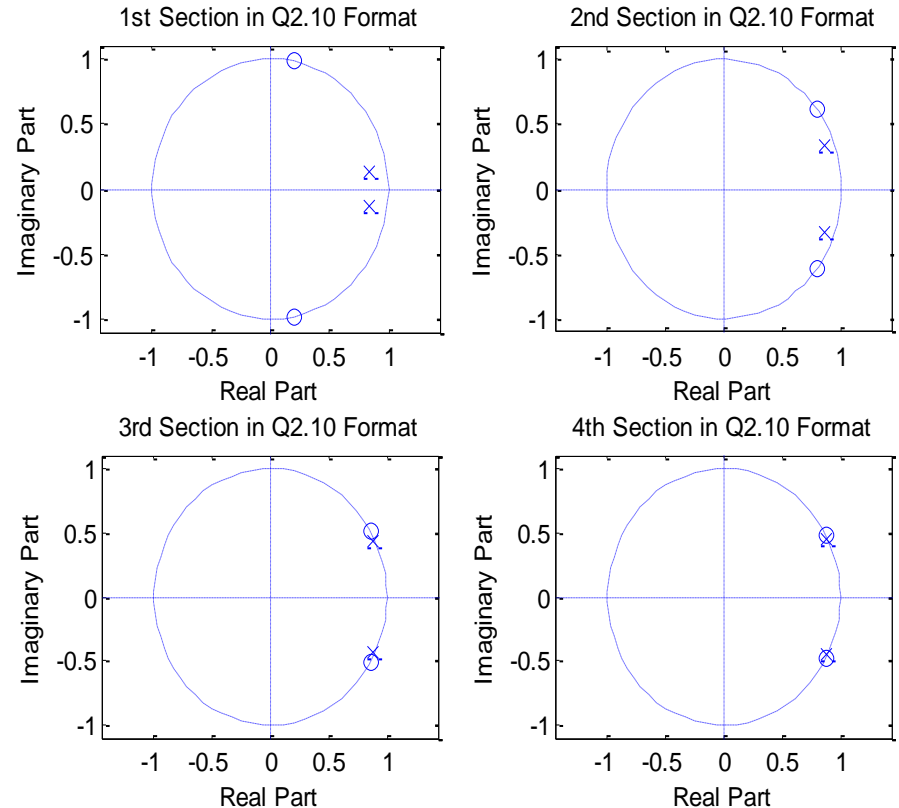 1st Section in Q2.10 Format
1
0.5
0
-0.5
-1
Imaginary Part
-1 -0.5 0 0.5 1
Real Part
2nd Section in Q2.10 Format
1
0.5
0
-0.5
-1
Imaginary Part
-1 -0.5 0 0.5 1
Real Part
3rd Section in Q2.10 Format
1
0.5
0
-0.5
-1
Imaginary Part
-1 -0.5 0 0.5 1
Real Part
4th Section in Q2.10 Format
1
0.5
0
-0.5
-1
Imaginary Part
-1 -0.5 0 0.5 1
Real Part